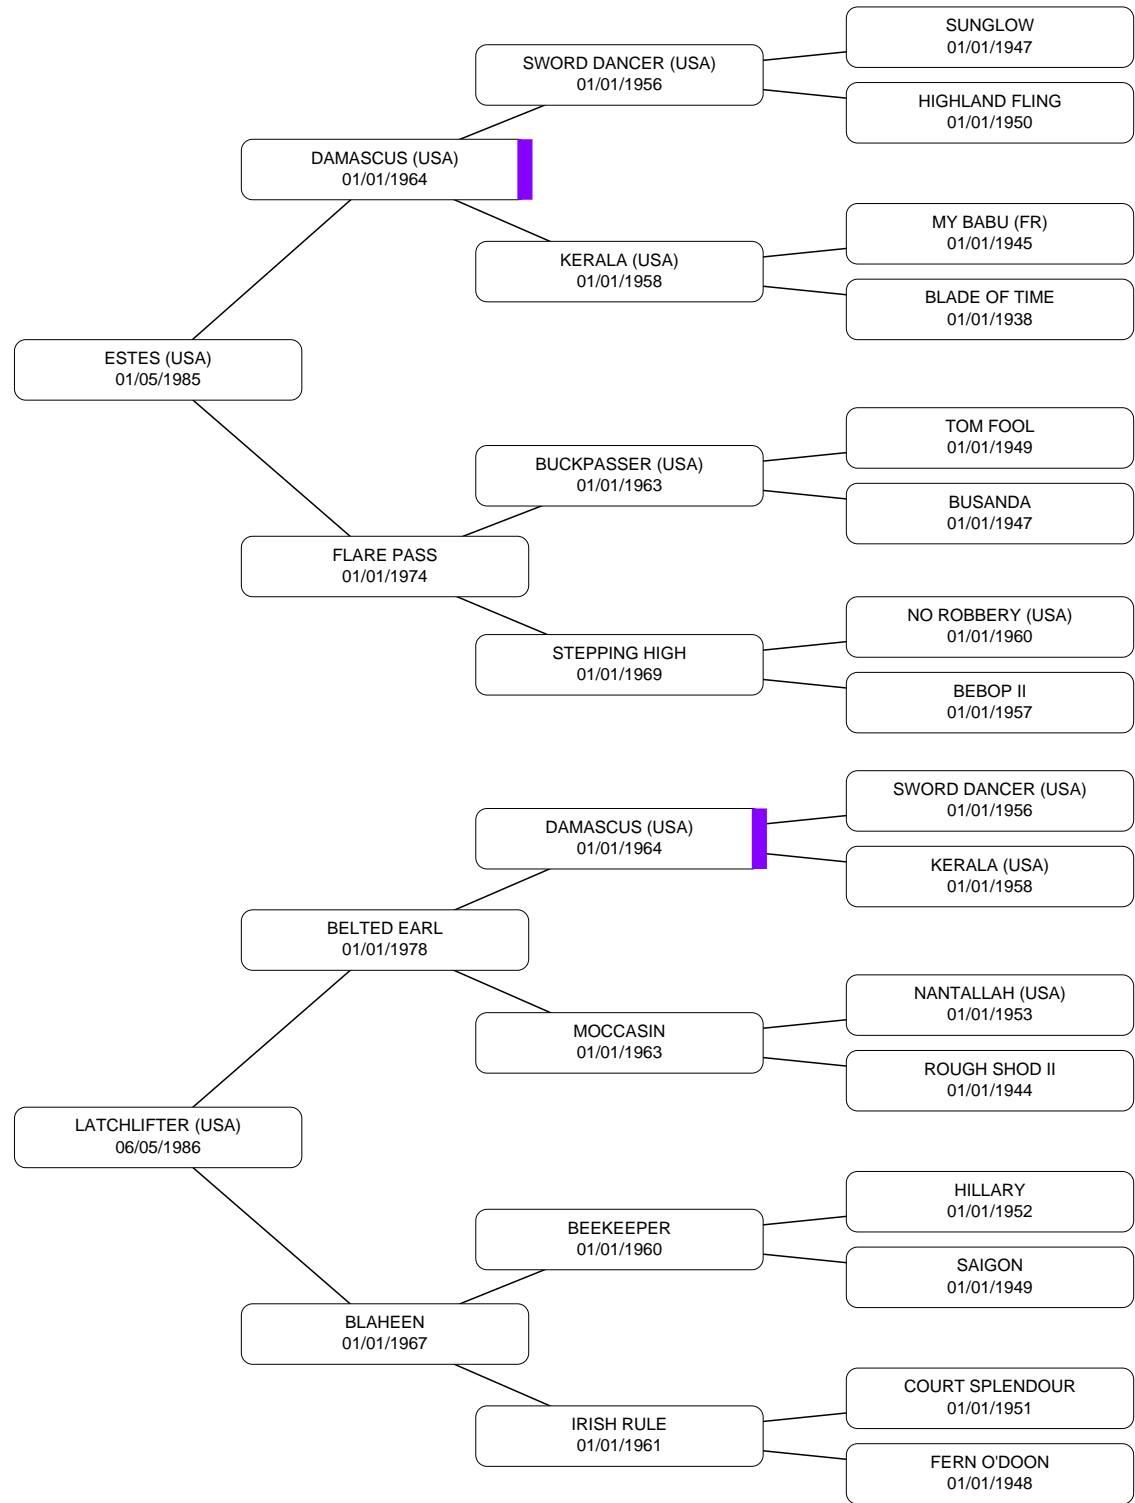 SUNGLOW
01/01/1947
SWORD DANCER (USA)
01/01/1956
HIGHLAND FLING
01/01/1950
DAMASCUS (USA)
01/01/1964
MY BABU (FR)
01/01/1945
KERALA (USA)
01/01/1958
BLADE OF TIME
01/01/1938
ESTES (USA)
01/05/1985
TOM FOOL
01/01/1949
BUCKPASSER (USA)
01/01/1963
BUSANDA
01/01/1947
FLARE PASS
01/01/1974
NO ROBBERY (USA)
01/01/1960
STEPPING HIGH
01/01/1969
BEBOP II
01/01/1957
SWORD DANCER (USA)
01/01/1956
DAMASCUS (USA)
01/01/1964
KERALA (USA)
01/01/1958
BELTED EARL
01/01/1978
NANTALLAH (USA)
01/01/1953
MOCCASIN
01/01/1963
ROUGH SHOD II
01/01/1944
LATCHLIFTER (USA)
06/05/1986
HILLARY
01/01/1952
BEEKEEPER
01/01/1960
SAIGON
01/01/1949
BLAHEEN
01/01/1967
COURT SPLENDOUR
01/01/1951
IRISH RULE
01/01/1961
FERN O'DOON
01/01/1948